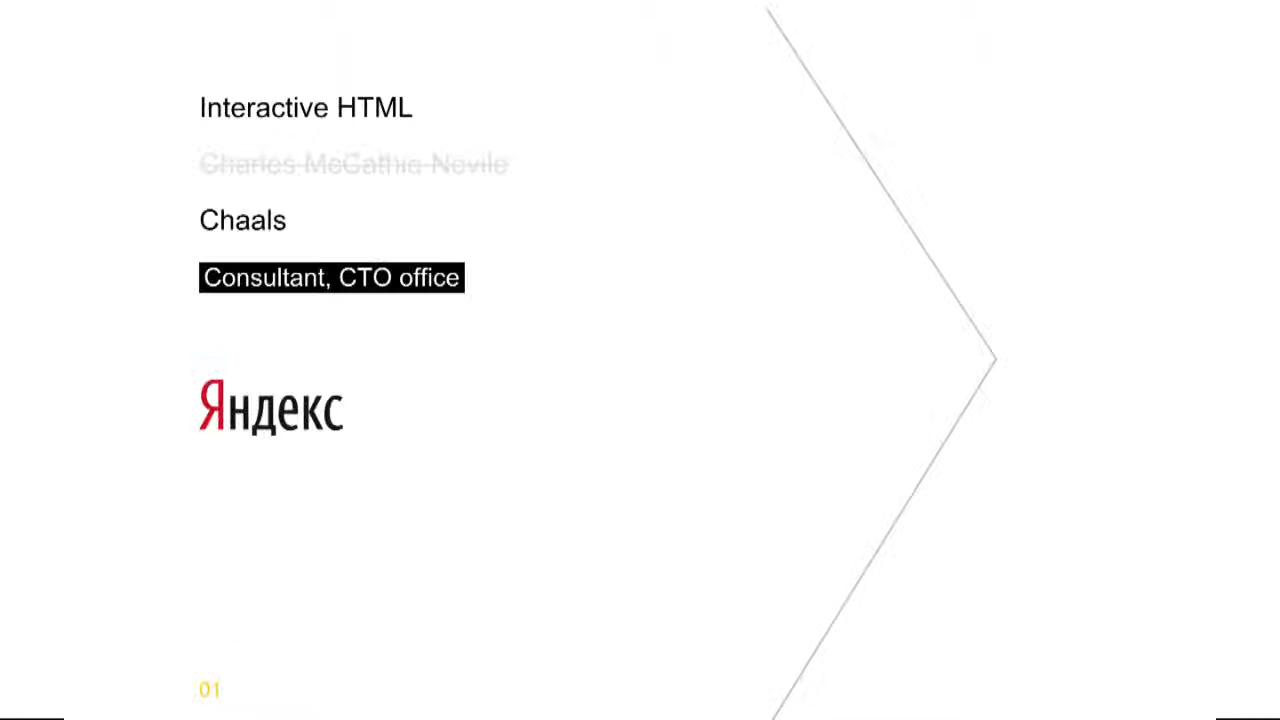 Interactive HTML
Charles McCathie Nevile
Chaals
Consultant, CTO office
Яндекс
01